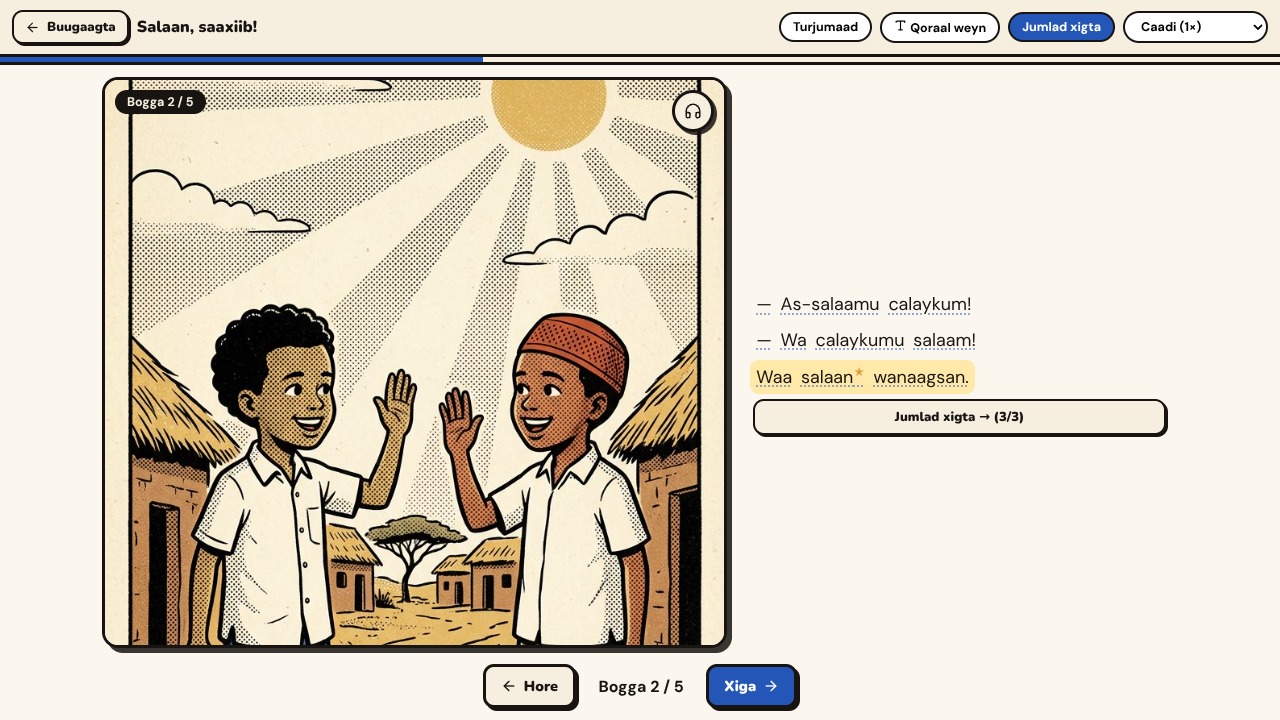 ← Buugaagta
Salaan, saaxiib!
Turjumaad
Qoraal weyn
Jumlad xigta
Caadi (1×)
Bogga 2 / 5
— As-salaamu calaykum!
— Wa calaykumu salaam!
Waa salaan★ wanaagsan.
Jumlad xigta → (3/3)
← Hore
Bogga 2 / 5
Xiga →